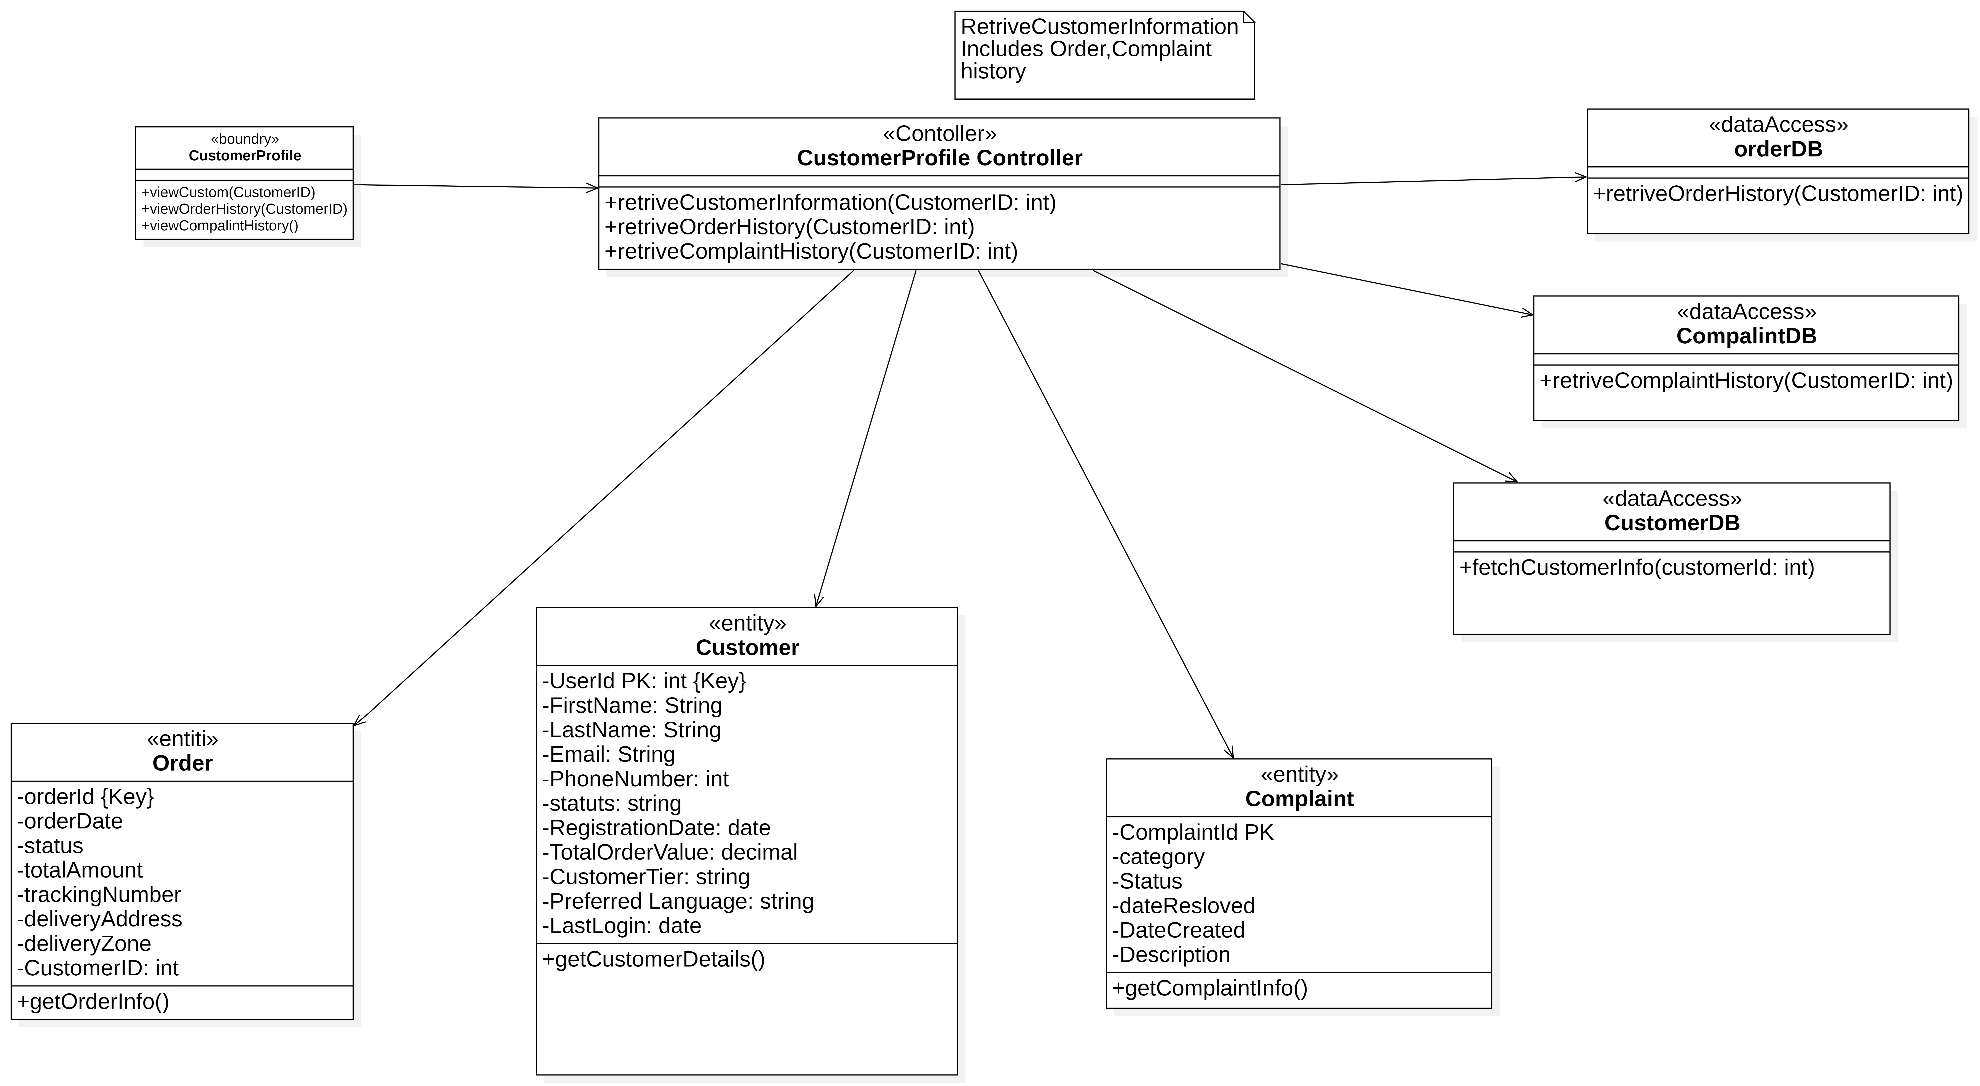 RetriveCustomerInformation
Includes Order,Complaint
history
«boundry»
CustomerProfile
+viewCustom(CustomerID)
+viewOrderHistory(CustomerID)
+viewCompalintHistory()
«Contoller»
CustomerProfile Controller
+retriveCustomerInformation(CustomerID: int)
+retriveOrderHistory(CustomerID: int)
+retriveComplaintHistory(CustomerID: int)
«dataAccess»
orderDB
+retriveOrderHistory(CustomerID: int)
«dataAccess»
CompalintDB
+retriveComplaintHistory(CustomerID: int)
«dataAccess»
CustomerDB
+fetchCustomerInfo(customerId: int)
«entiti»
Order
-orderId {Key}
-orderDate
-status
-totalAmount
-trackingNumber
-deliveryAddress
-deliveryZone
-CustomerID: int
+getOrderInfo()
«entity»
Customer
-UserId PK: int {Key}
-FirstName: String
-LastName: String
-Email: String
-PhoneNumber: int
-statuts: string
-RegistrationDate: date
-TotalOrderValue: decimal
-CustomerTier: string
-Preferred Language: string
-LastLogin: date
+getCustomerDetails()
«entity»
Complaint
-ComplaintId PK
-category
-Status
-dateResloved
-DateCreated
-Description
+getComplaintInfo()